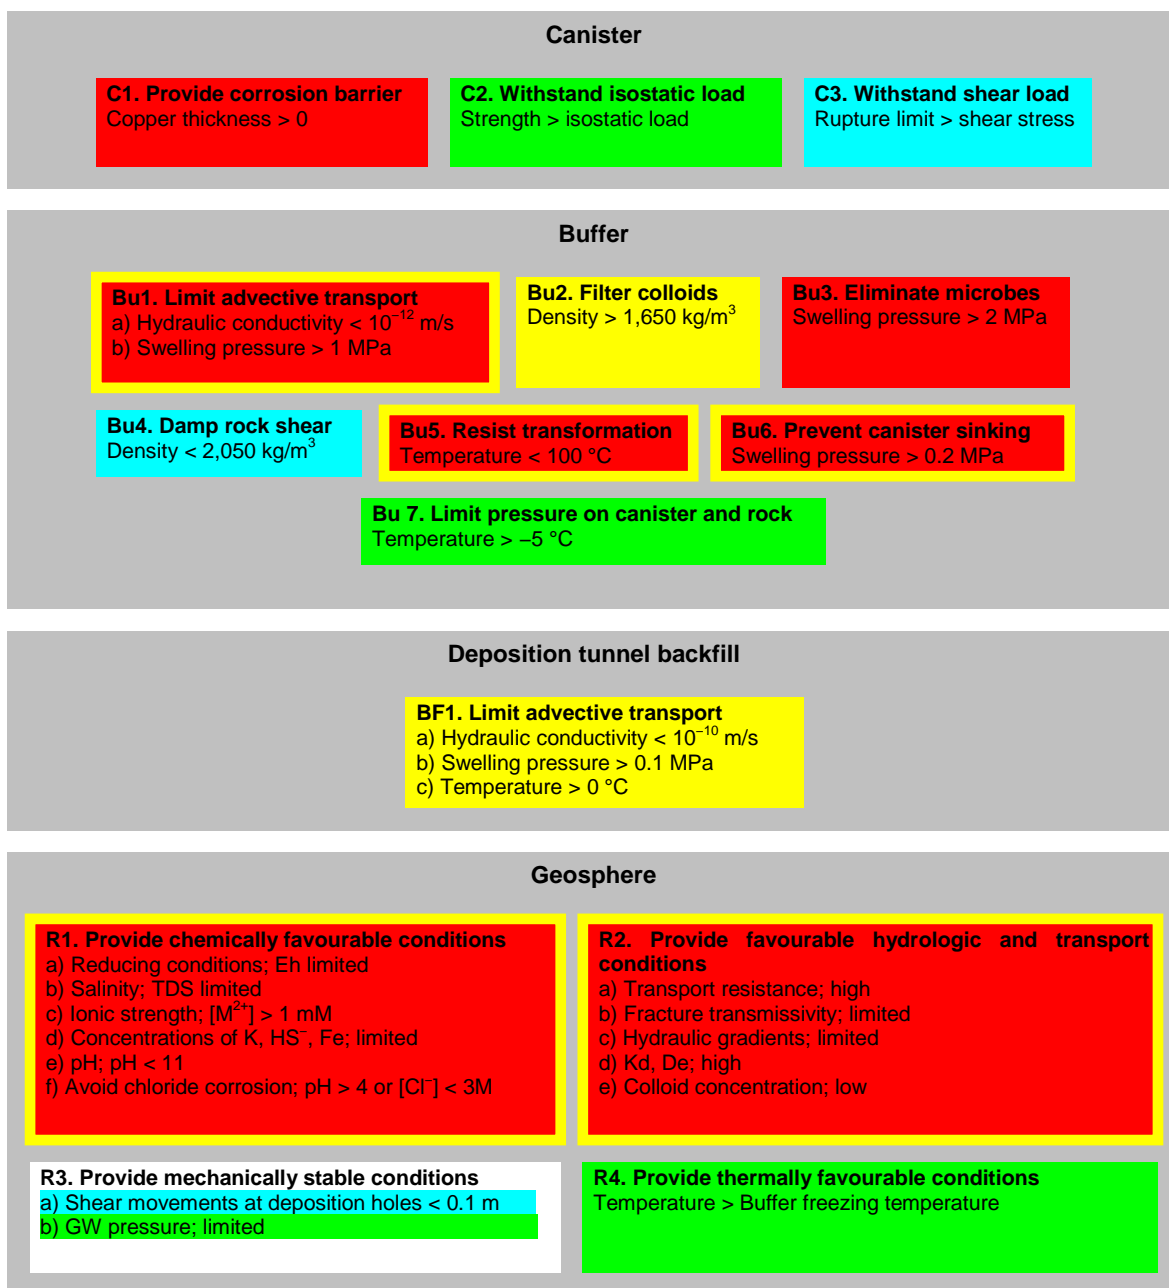 Canister
C1. Provide corrosion barrier
Copper thickness > 0
C2. Withstand isostatic load
Strength > isostatic load
C3. Withstand shear load
Rupture limit > shear stress
Buffer
Bu1. Limit advective transport
a) Hydraulic conductivity < 10⁻¹² m/s
b) Swelling pressure > 1 MPa
Bu2. Filter colloids
Density > 1,650 kg/m³
Bu3. Eliminate microbes
Swelling pressure > 2 MPa
Bu4. Damp rock shear
Density < 2,050 kg/m³
Bu5. Resist transformation
Temperature < 100 °C
Bu6. Prevent canister sinking
Swelling pressure > 0.2 MPa
Bu 7. Limit pressure on canister and rock
Temperature > −5 °C
Deposition tunnel backfill
BF1. Limit advective transport
a) Hydraulic conductivity < 10⁻¹⁰ m/s
b) Swelling pressure > 0.1 MPa
c) Temperature > 0 °C
Geosphere
R1. Provide chemically favourable conditions
a) Reducing conditions; Eh limited
b) Salinity; TDS limited
c) Ionic strength; [M²⁺] > 1 mM
d) Concentrations of K, HS⁻, Fe; limited
e) pH; pH < 11
f) Avoid chloride corrosion; pH > 4 or [Cl⁻] < 3M
R2. Provide favourable hydrologic and transport
conditions
a) Transport resistance; high
b) Fracture transmissivity; limited
c) Hydraulic gradients; limited
d) Kd, De; high
e) Colloid concentration; low
R3. Provide mechanically stable conditions
a) Shear movements at deposition holes < 0.1 m
b) GW pressure; limited
R4. Provide thermally favourable conditions
Temperature > Buffer freezing temperature